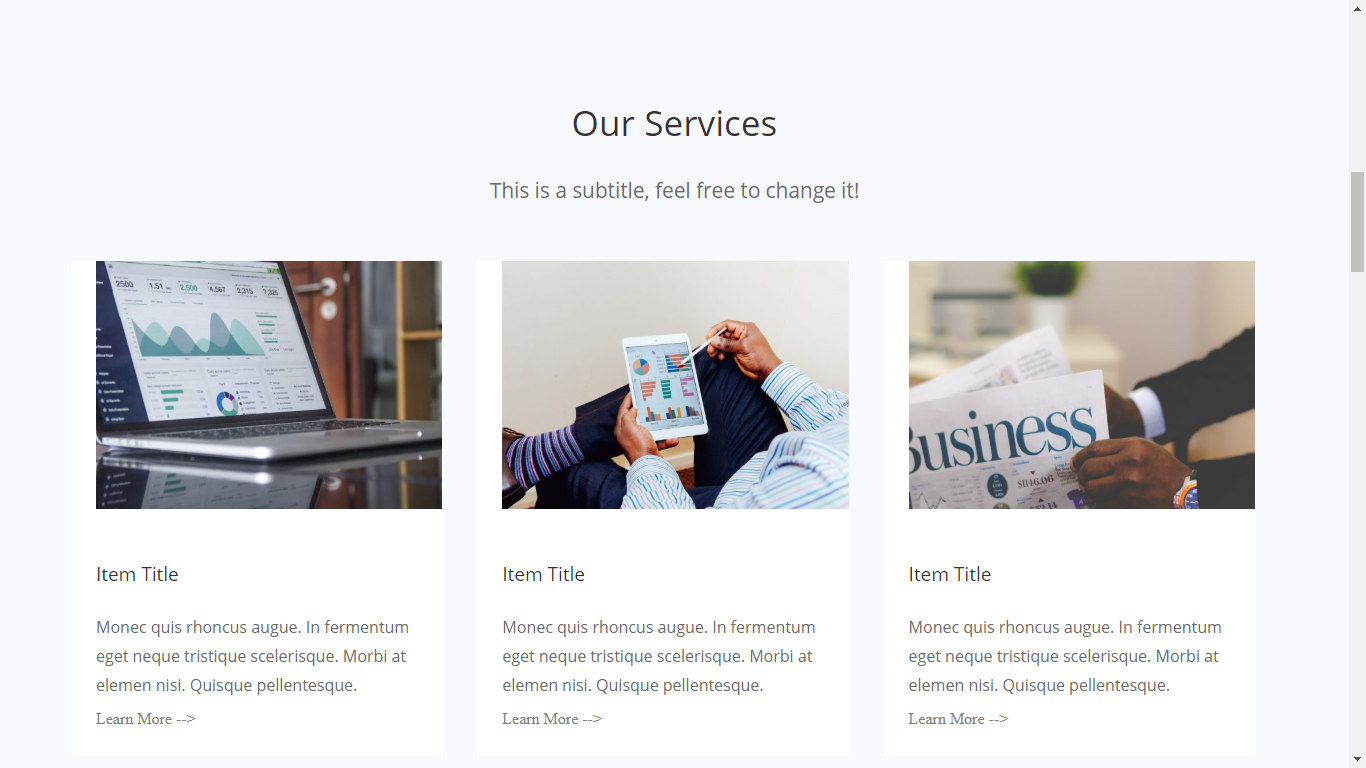 Our Services
This is a subtitle, feel free to change it!
2500
1.51
2,500
4,567
2,315
7,325
Business
Item Title
Monec quis rhoncus augue. In fermentum
eget neque tristique scelerisque. Morbi at
elemen nisi. Quisque pellentesque.
Learn More -->
Item Title
Monec quis rhoncus augue. In fermentum
eget neque tristique scelerisque. Morbi at
elemen nisi. Quisque pellentesque.
Learn More -->
Item Title
Monec quis rhoncus augue. In fermentum
eget neque tristique scelerisque. Morbi at
elemen nisi. Quisque pellentesque.
Learn More -->